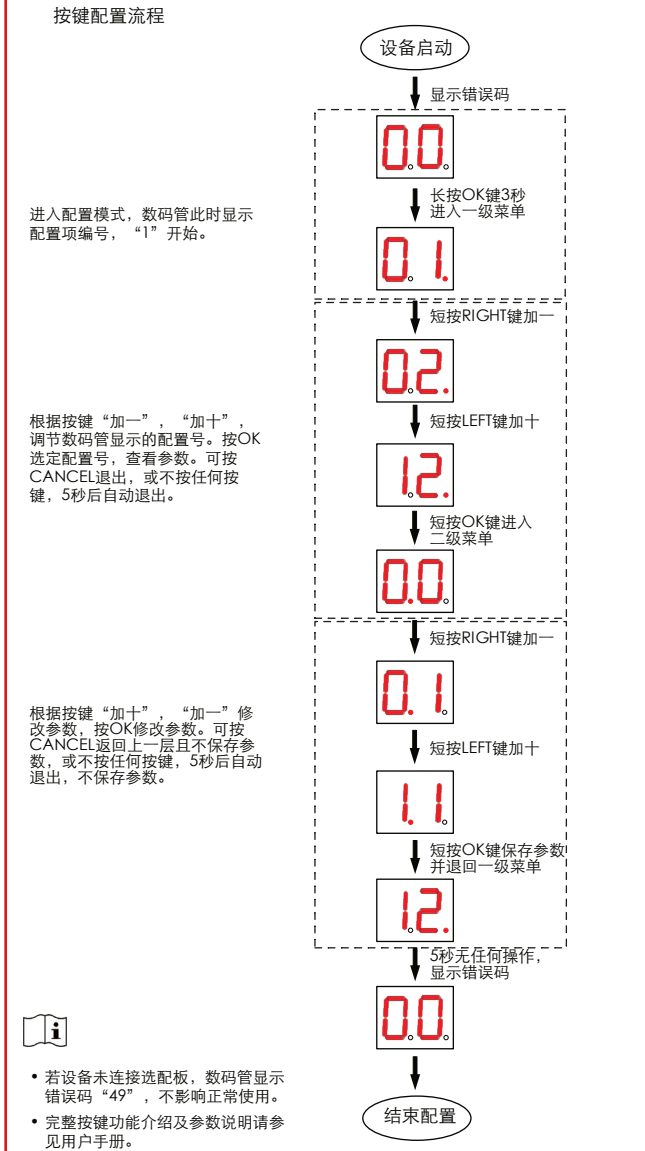 按键配置流程
设备启动
显示错误码
0.0.
长按OK键3秒
进入一级菜单
进入配置模式，数码管此时显示
配置项编号，“1”开始。
0.1.
短按RIGHT键加一
02.
根据按键“加一”，“加十”，
调节数码管显示的配置号。按OK
选定配置号，查看参数。可按
CANCEL退出，或不按任何按
键，5秒后自动退出。
短按LEFT键加十
12.
短按OK键进入
二级菜单
0.0.
短按RIGHT键加一
0.1.
根据按键“加十”，“加一”修
改参数，按OK修改参数。可按
CANCEL返回上一层且不保存参
数，或不按任何按键，5秒后自动
退出，不保存参数。
短按LEFT键加十
1.1.
短按OK键保存参数
并退回一级菜单
12.
5秒无任何操作，
显示错误码
0.0.
i
• 若设备未连接选配板，数码管显示
错误码“49”，不影响正常使用。
• 完整按键功能介绍及参数说明请参
见用户手册。
结束配置